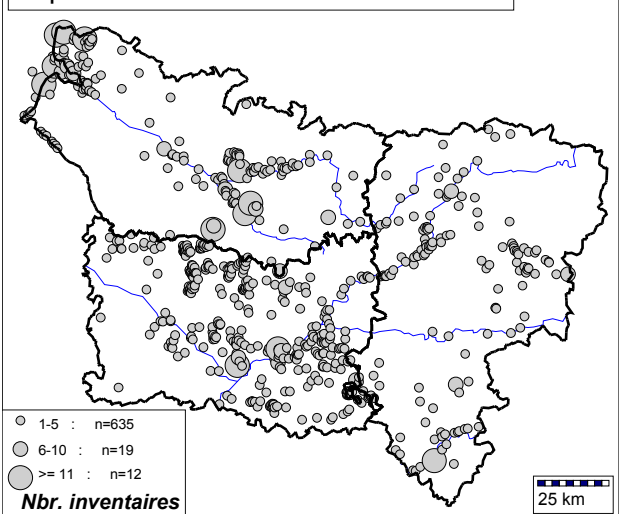 1-5 : n=635
6-10 : n=19
>= 11 : n=12
Nbr. inventaires
25 km